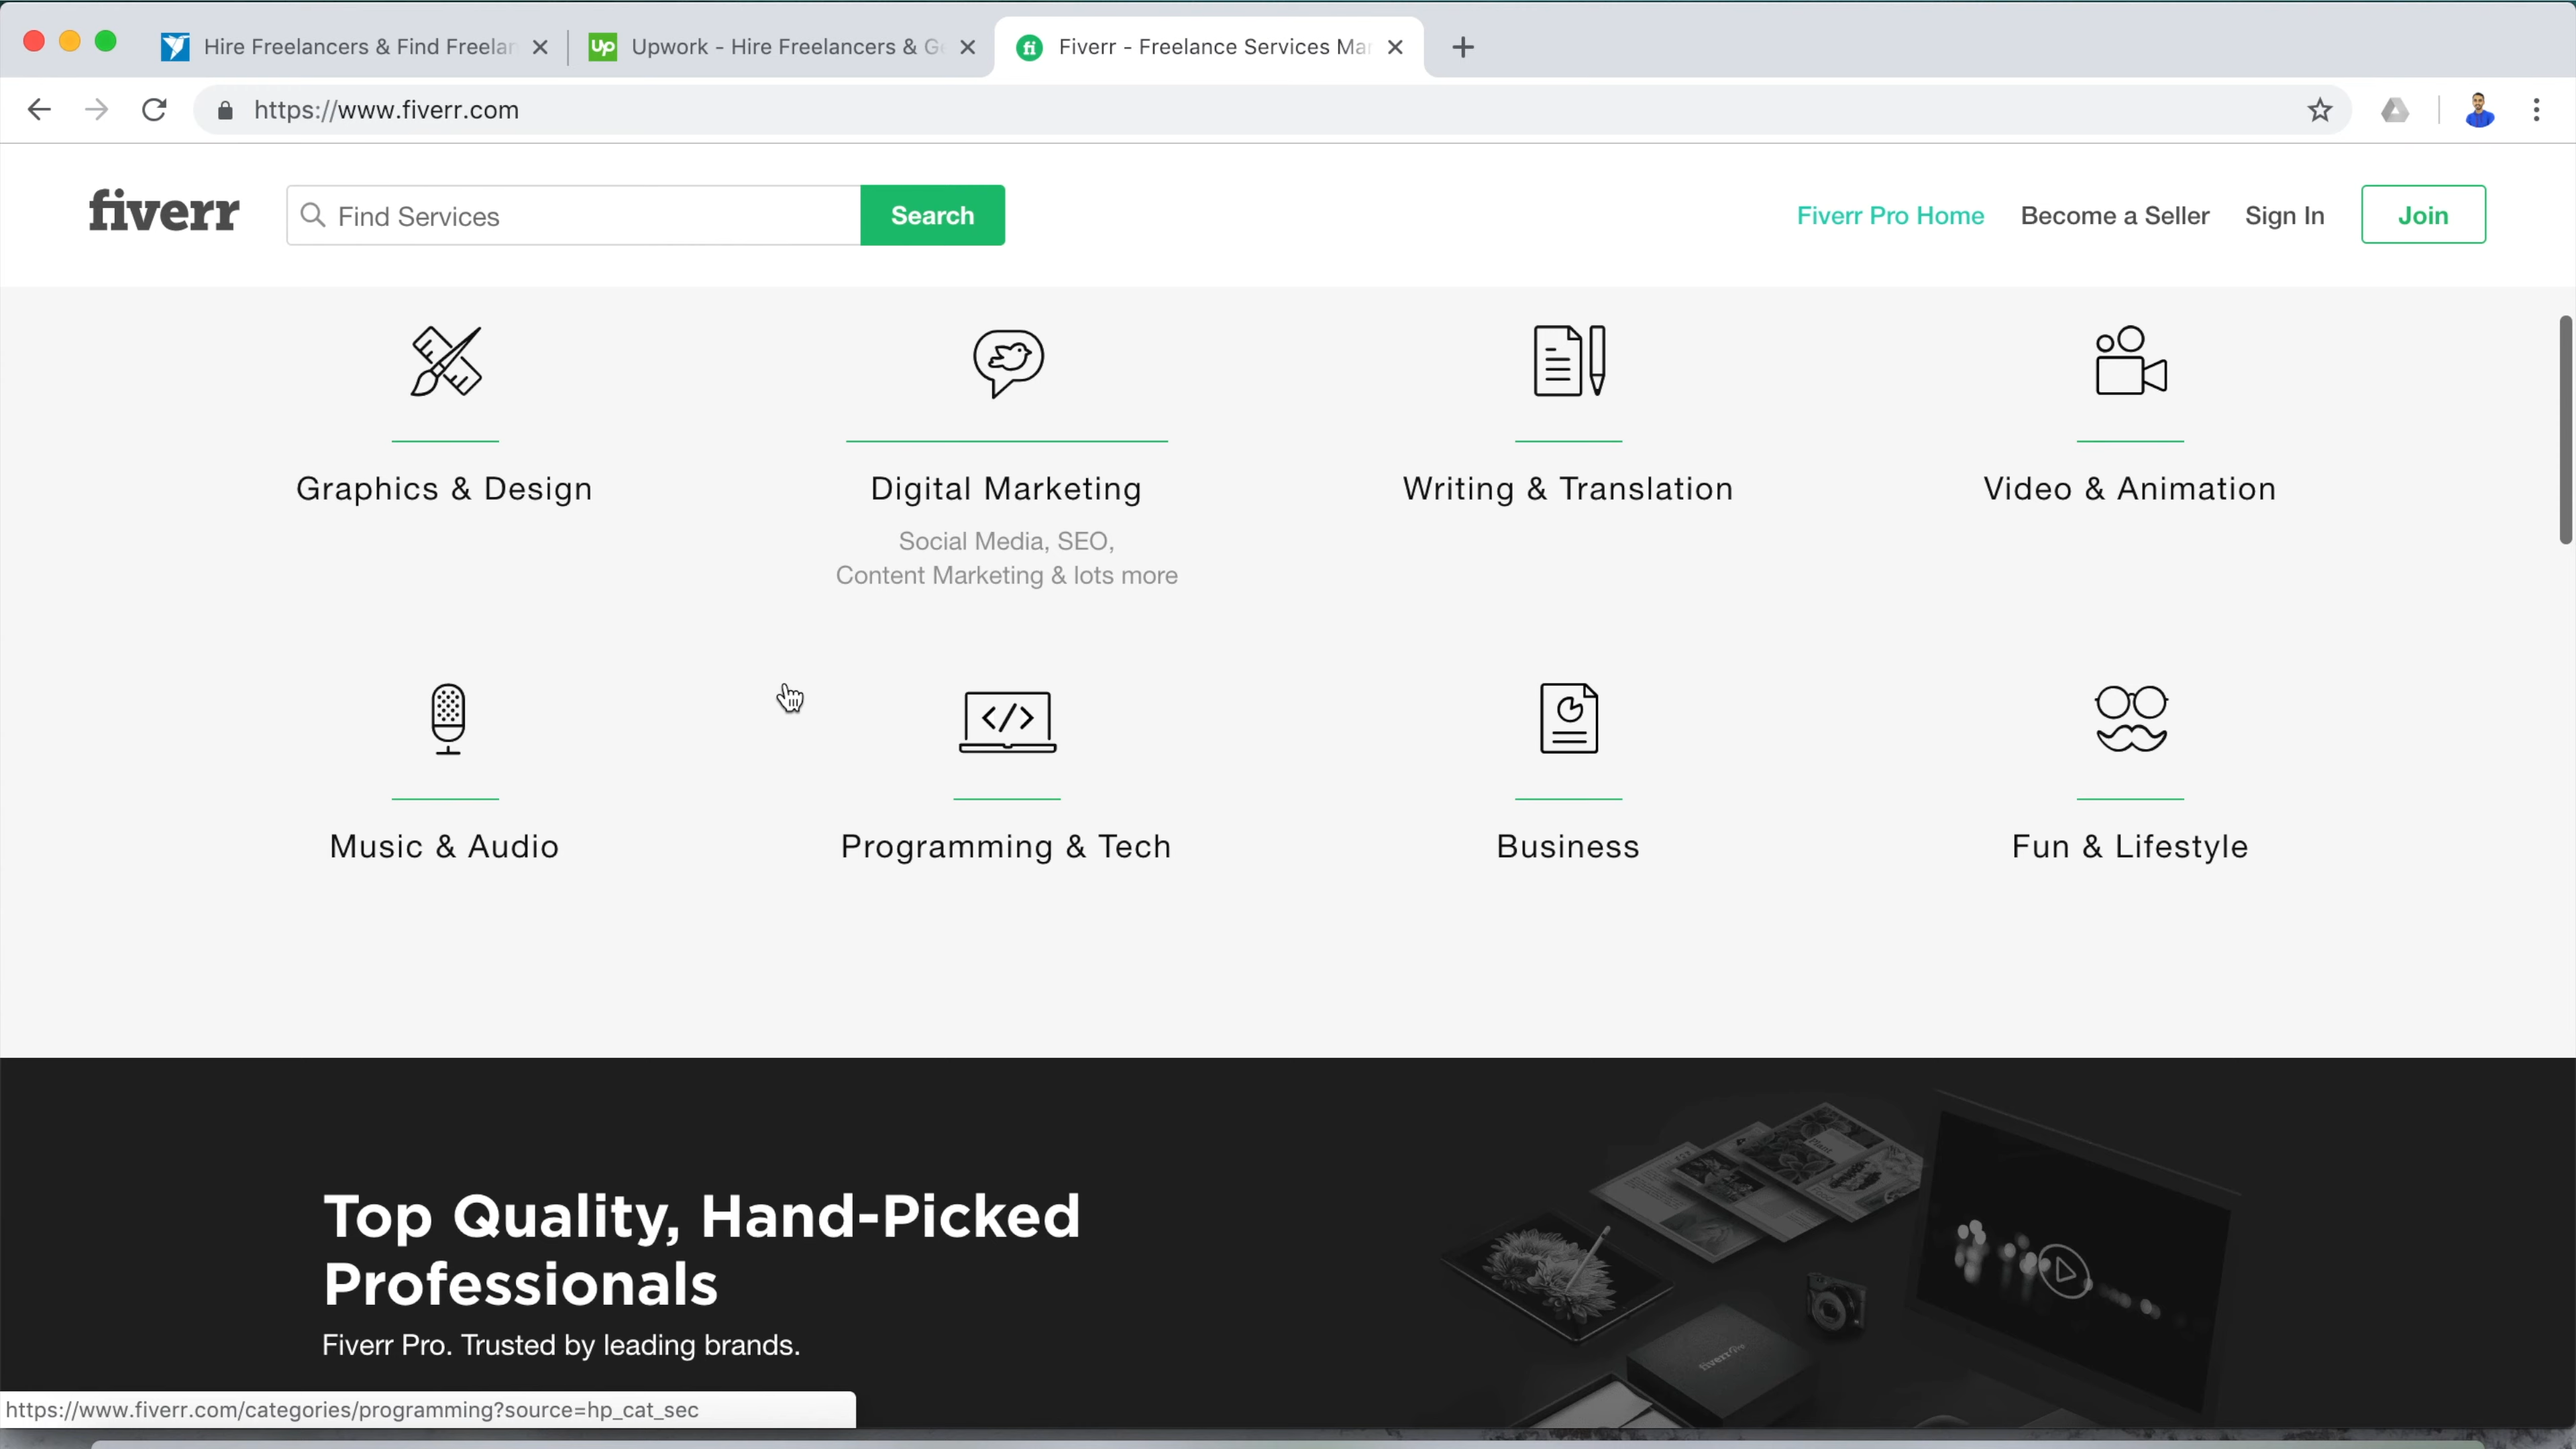 Hire Freelancers & Find Freelan
Upwork - Hire Freelancers & Ge
Fiverr - Freelance Services Mar
https://www.fiverr.com
fiverr
Find Services
Search
Fiverr Pro Home
Become a Seller
Sign In
Join
Graphics & Design
Digital Marketing
Writing & Translation
Video & Animation
Social Media, SEO,
Content Marketing & lots more
Music & Audio
Programming & Tech
Business
Fun & Lifestyle
Top Quality, Hand-Picked
Professionals
Fiverr Pro. Trusted by leading brands.
https://www.fiverr.com/categories/programming?source=hp_cat_sec